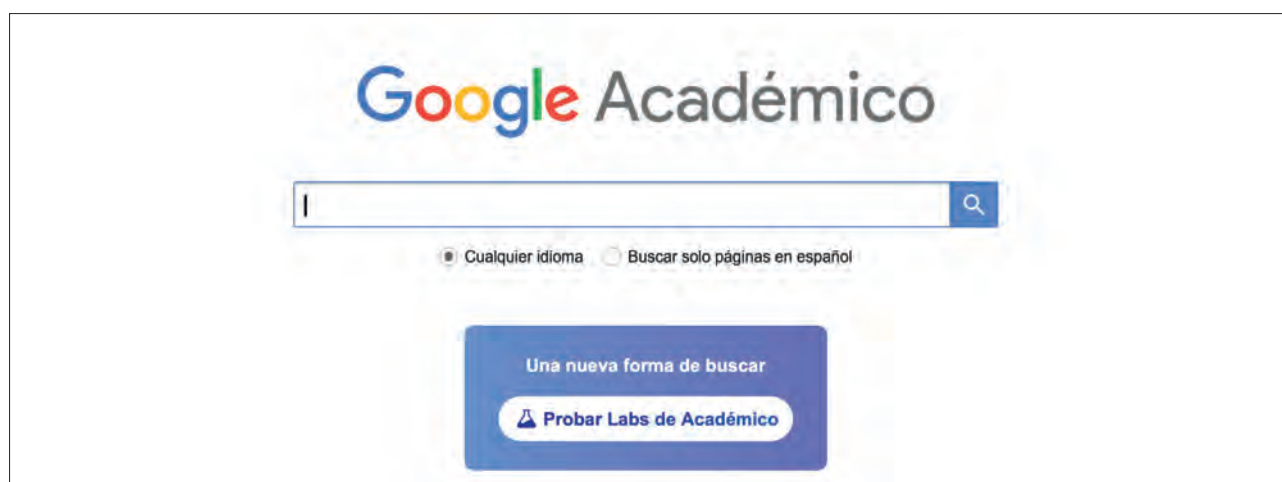 Google Académico
Cualquier idioma Buscar solo páginas en español
Una nueva forma de buscar
Probar Labs de Académico